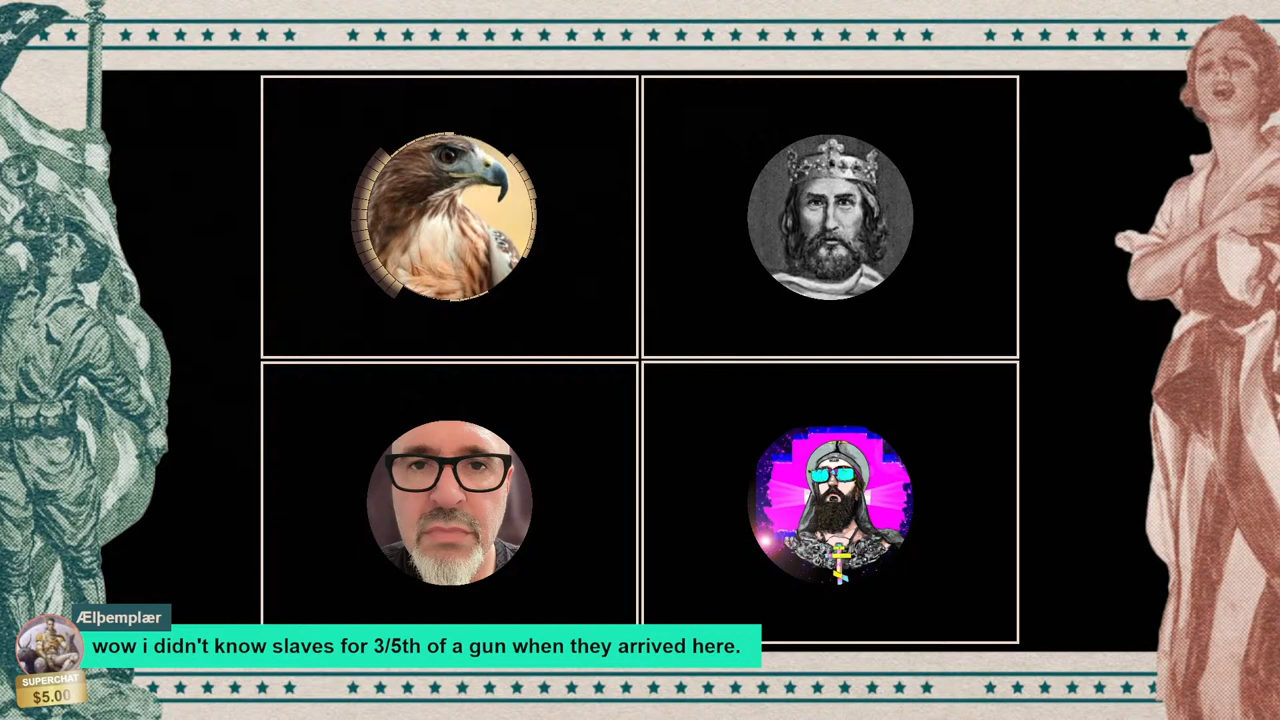 Ælþemplær
wow i didn't know slaves for 3/5th of a gun when they arrived here.
SUPERCHAT
$5.00